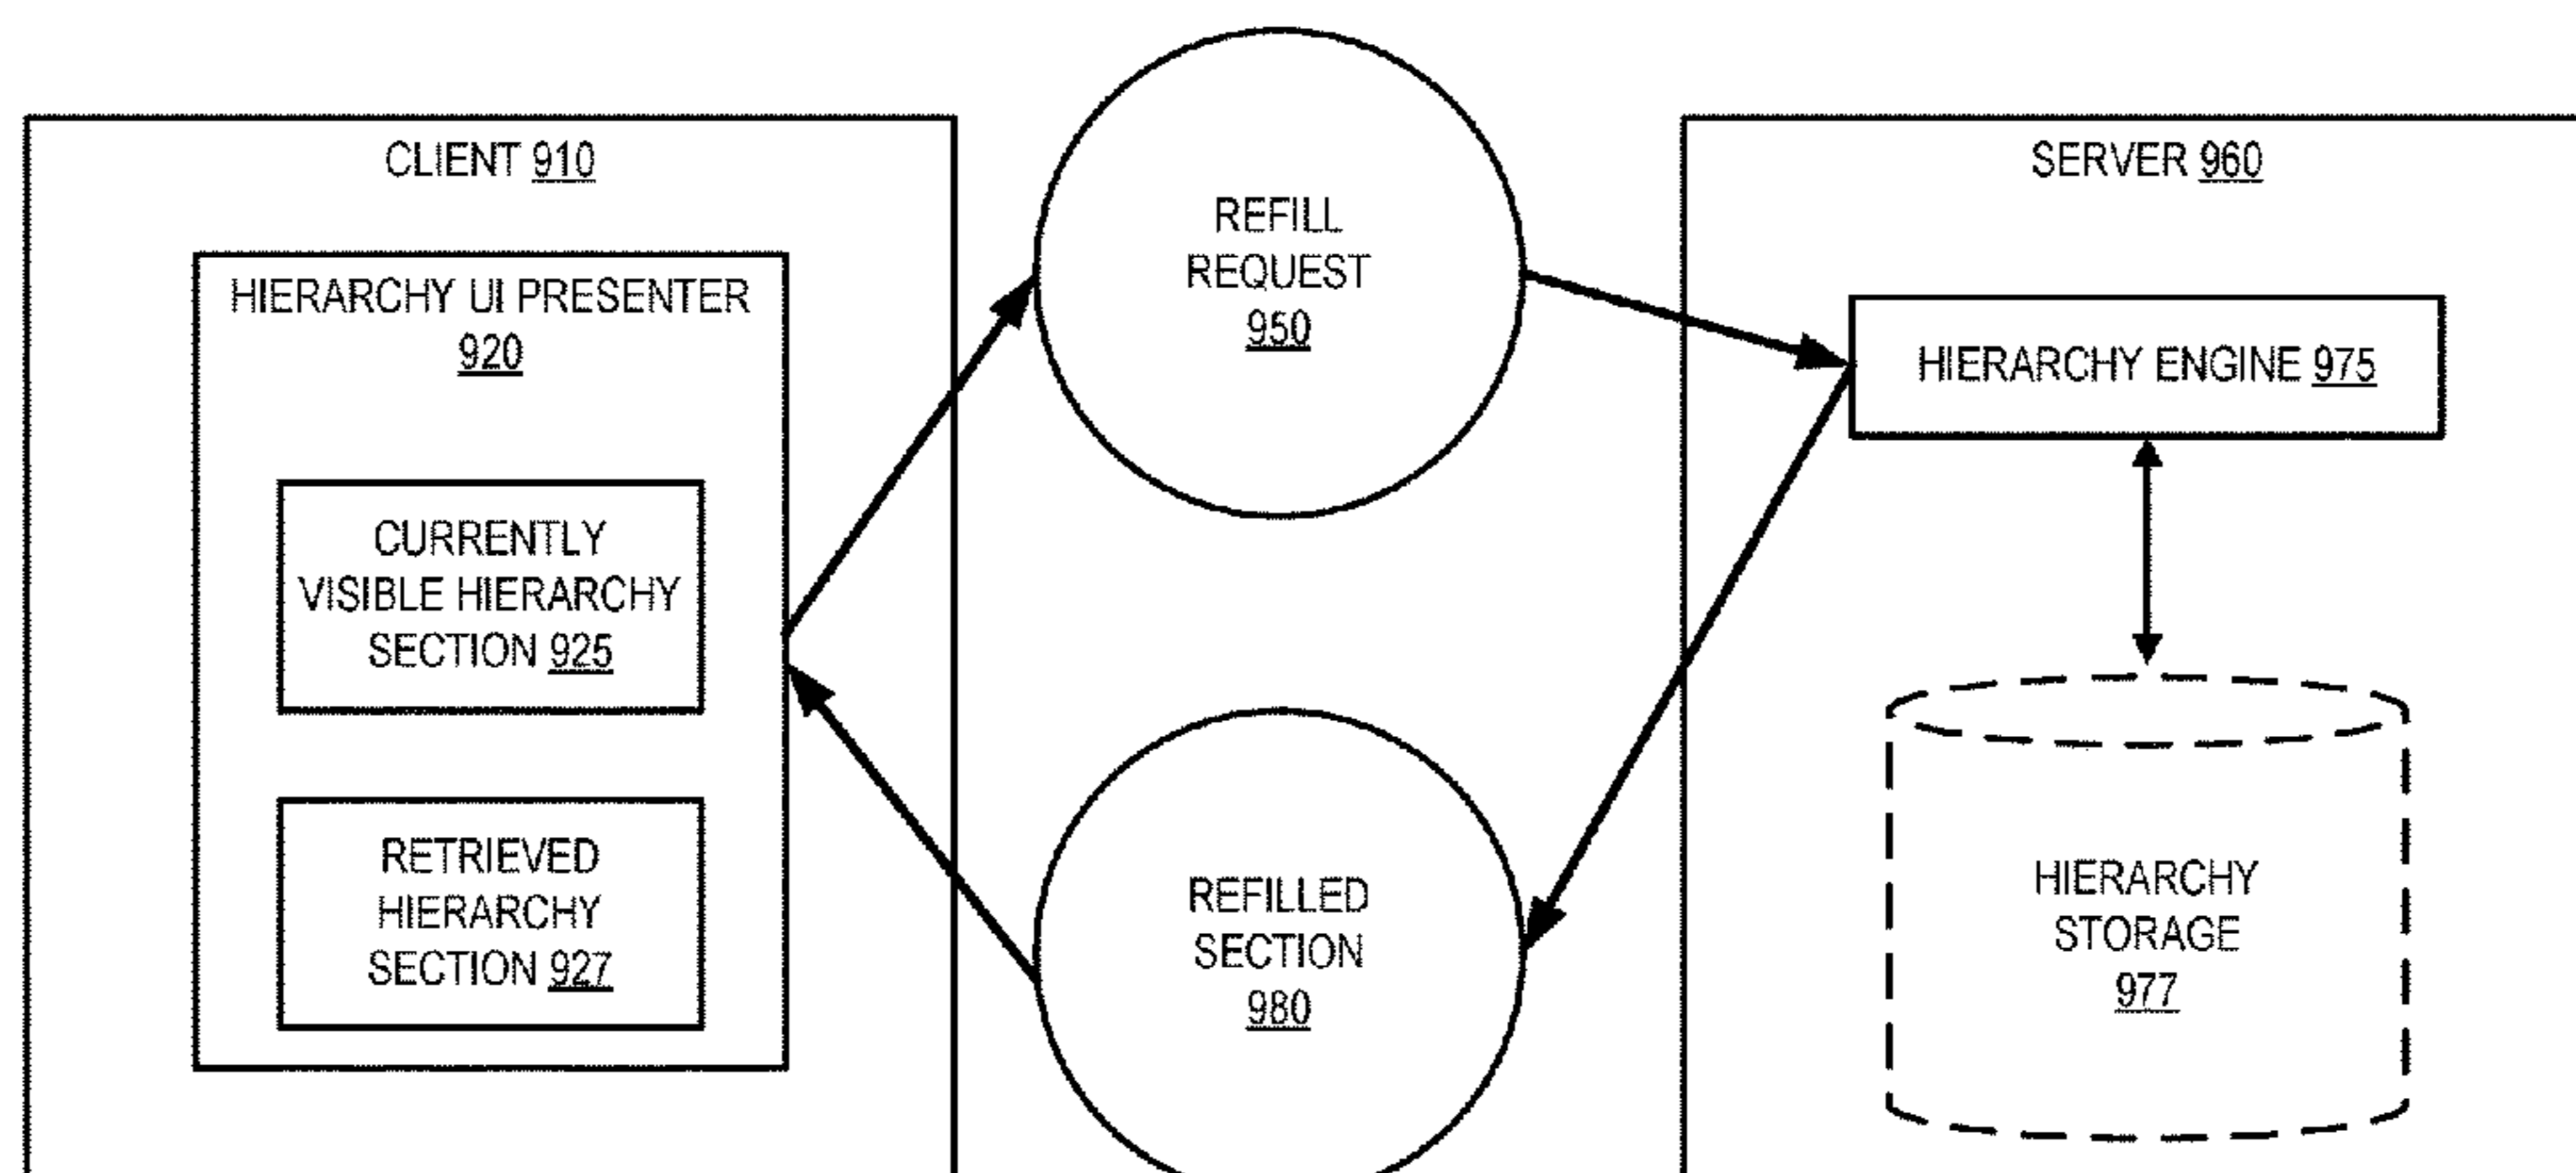 CLIENT 910
HIERARCHY UI PRESENTER
920
CURRENTLY
VISIBLE HIERARCHY
SECTION 925
RETRIEVED
HIERARCHY
SECTION 927
REFILL
REQUEST
950
REFILLED
SECTION
980
SERVER 960
HIERARCHY ENGINE 975
HIERARCHY
STORAGE
977